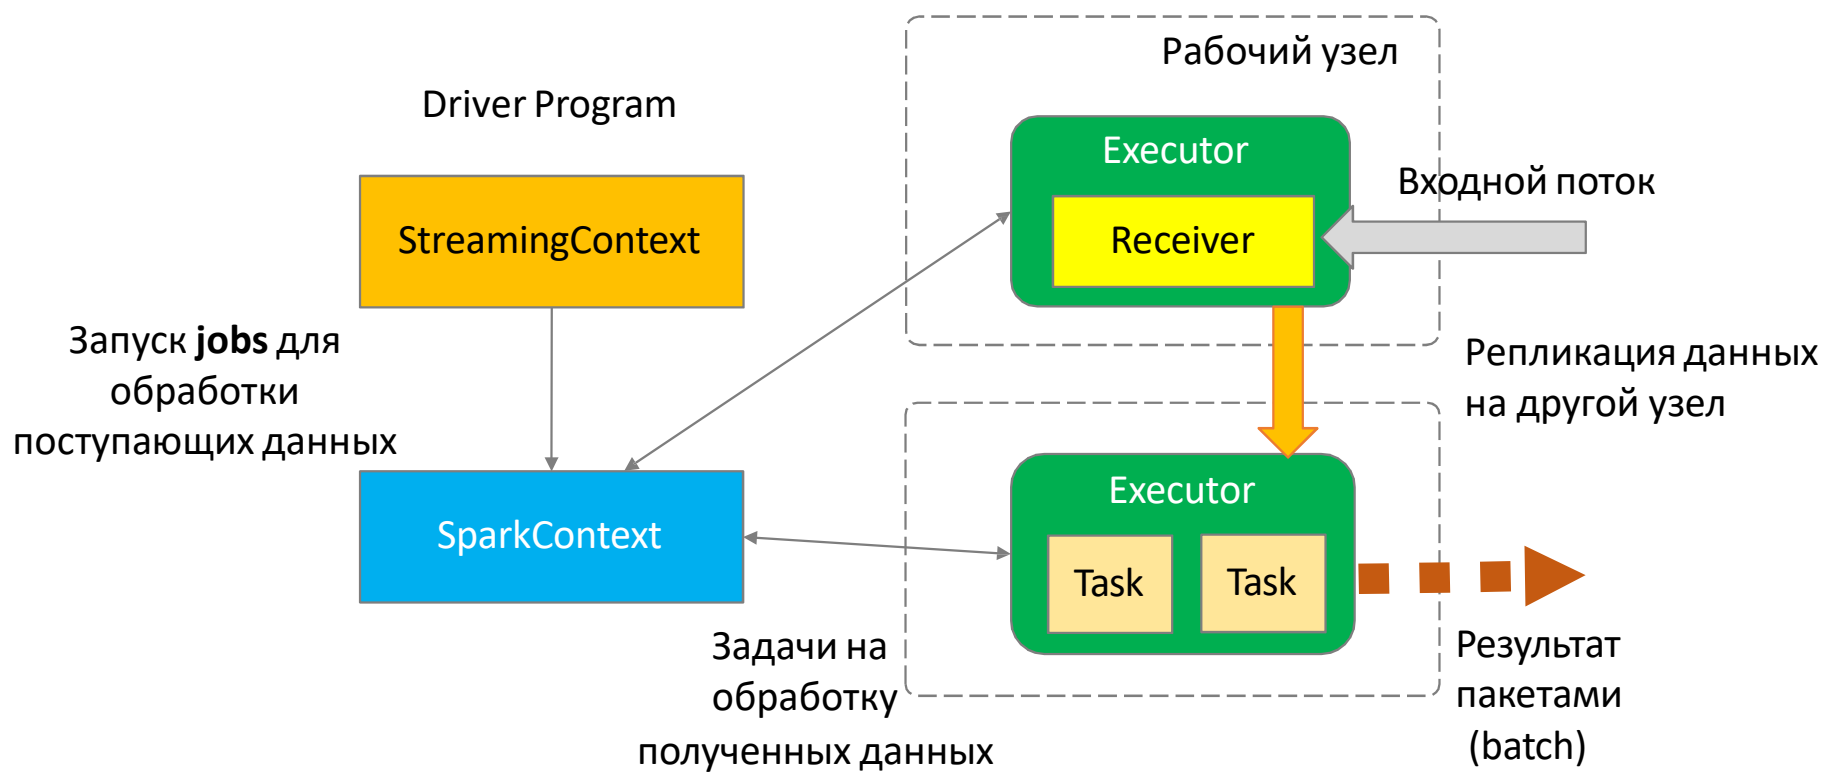 Рабочий узел
Driver Program
Executor
Входной поток
StreamingContext
Receiver
Запуск jobs для
обработки
поступающих данных
Репликация данных
на другой узел
Executor
SparkContext
Task
Task
Задачи на
обработку
полученных данных
Результат
пакетами
(batch)